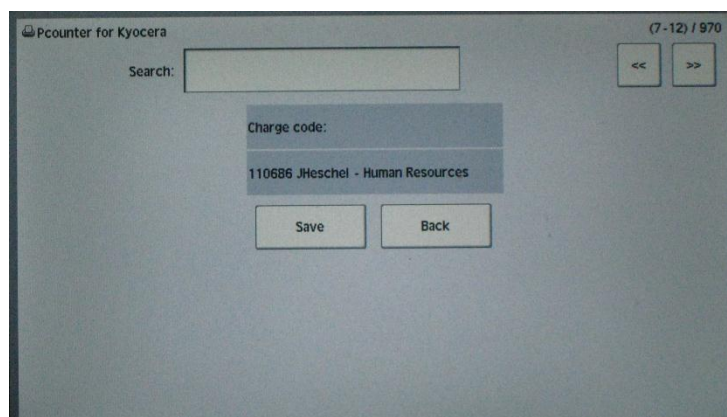 Pcounter for Kyocera
(7-12) / 970
Search:
<<
>>
Charge code:
110686 JHeschel - Human Resources
Save
Back